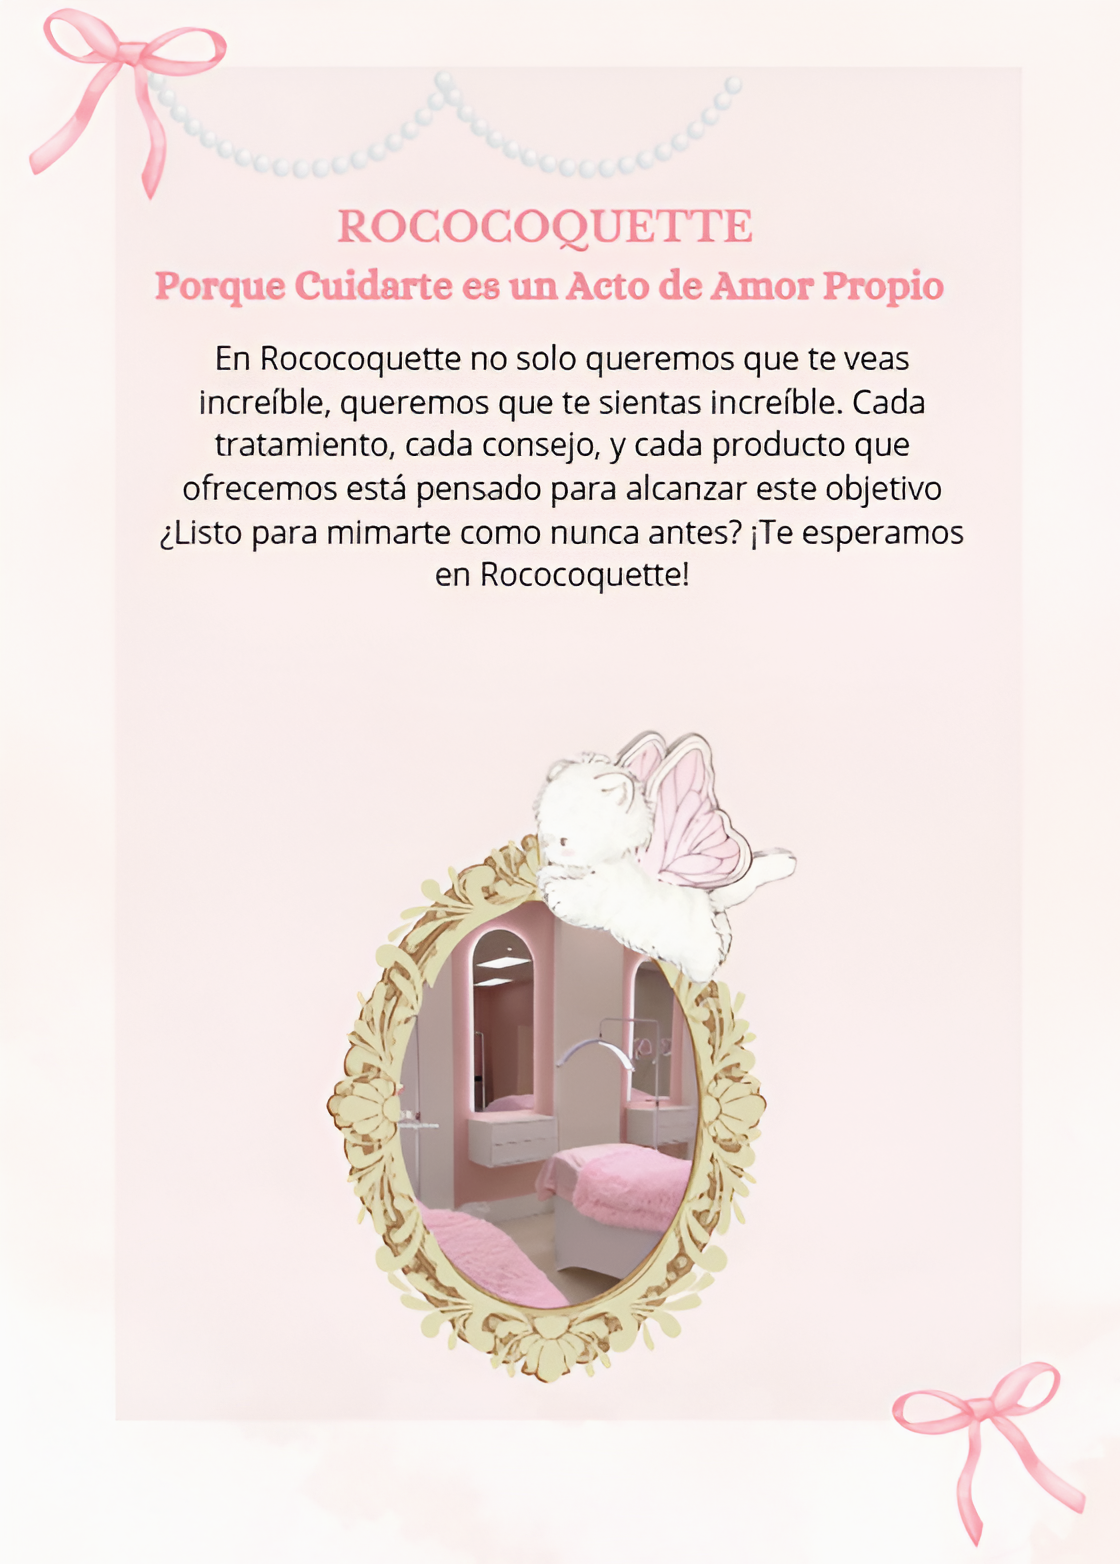 ROCOCOQUETTE
Porque Cuidarte es un Acto de Amor Propio
En Rococoquette no solo queremos que te veas
increíble, queremos que te sientas increíble. Cada
tratamiento, cada consejo, y cada producto que
ofrecemos está pensado para alcanzar este objetivo
¿Listo para mimarte como nunca antes? ¡Te esperamos
en Rococoquette!